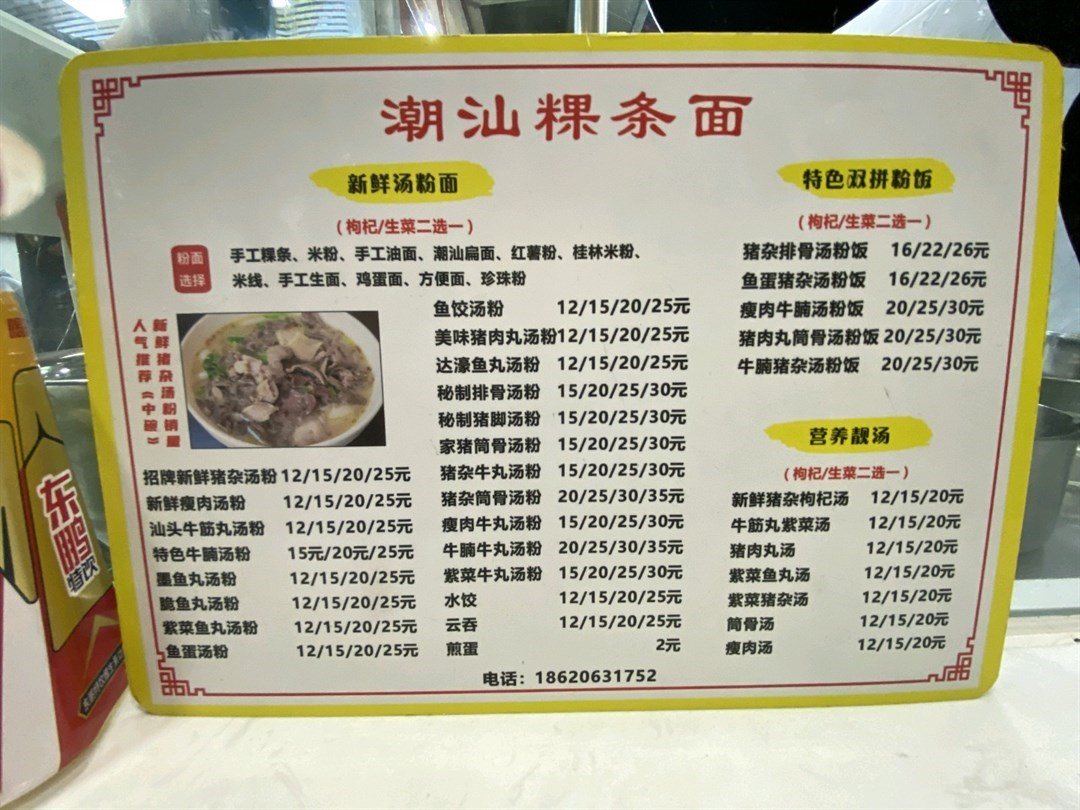 潮汕粿条面
新鲜汤粉面
（枸杞/生菜二选一）
粉面选择
手工粿条、米粉、手工油面、潮汕扁面、红薯粉、桂林米粉、
米线、手工生面、鸡蛋面、方便面、珍珠粉
新鲜猪杂汤粉销量
人气推荐《中碗》
招牌新鲜猪杂汤粉 12/15/20/25元
新鲜瘦肉汤粉 12/15/20/25元
汕头牛筋丸汤粉 12/15/20/25元
特色牛腩汤粉 15元/20元/25元
墨鱼丸汤粉 12/15/20/25元
脆鱼丸汤粉 12/15/20/25元
紫菜鱼丸汤粉 12/15/20/25元
鱼蛋汤粉 12/15/20/25元
鱼饺汤粉 12/15/20/25元
美味猪肉丸汤粉 12/15/20/25元
达濠鱼丸汤粉 12/15/20/25元
秘制排骨汤粉 15/20/25/30元
秘制猪脚汤粉 15/20/25/30元
家猪筒骨汤粉 15/20/25/30元
猪杂牛丸汤粉 15/20/25/30元
猪杂筒骨汤粉 20/25/30/35元
瘦肉牛丸汤粉 15/20/25/30元
牛腩牛丸汤粉 20/25/30/35元
紫菜牛丸汤粉 15/20/25/30元
水饺 12/15/20/25元
云吞 12/15/20/25元
煎蛋 2元
特色双拼粉饭
（枸杞/生菜二选一）
猪杂排骨汤粉饭 16/22/26元
鱼蛋猪杂汤粉饭 16/22/26元
瘦肉牛腩汤粉饭 20/25/30元
猪肉丸筒骨汤粉饭 20/25/30元
牛腩猪杂汤粉饭 20/25/30元
营养靓汤
（枸杞/生菜二选一）
新鲜猪杂枸杞汤 12/15/20元
牛筋丸紫菜汤 12/15/20元
猪肉丸汤 12/15/20元
紫菜鱼丸汤 12/15/20元
紫菜猪杂汤 12/15/20元
筒骨汤 12/15/20元
瘦肉汤 12/15/20元
电话：18620631752
东鹏
特饮